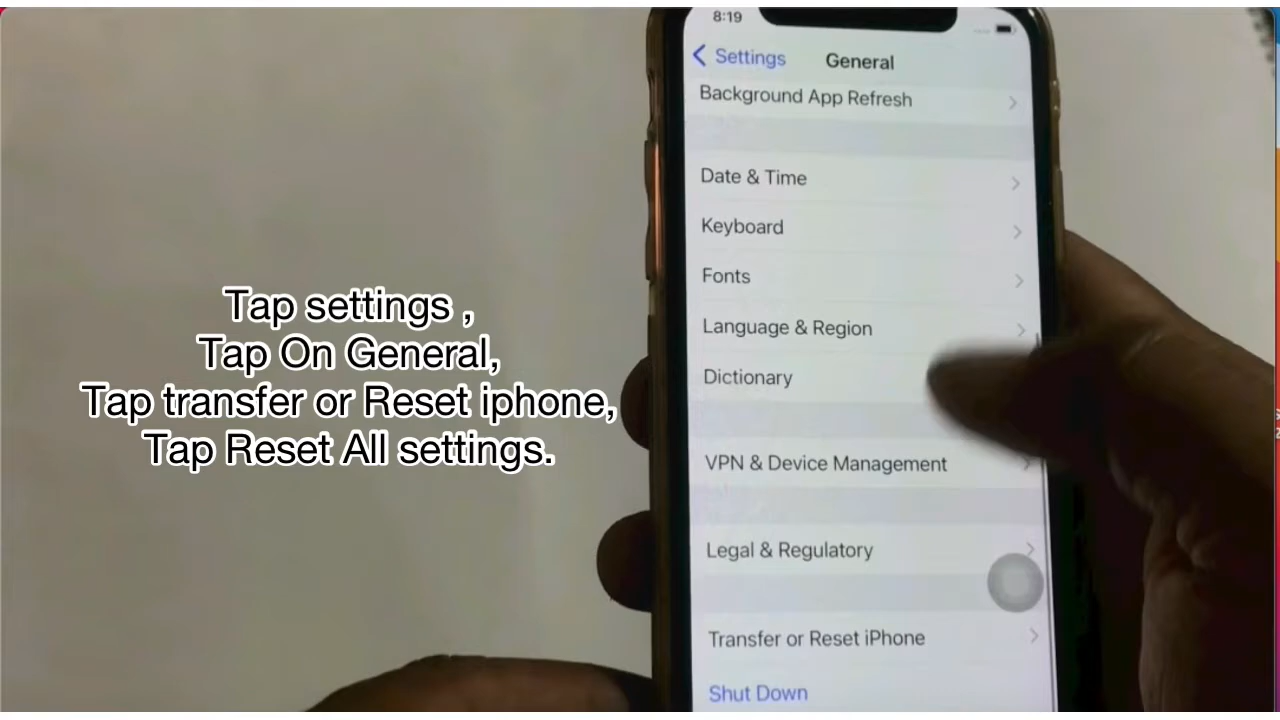 8:19
Settings
General
Background App Refresh
Date & Time
Keyboard
Fonts
Language & Region
Dictionary
VPN & Device Management
Legal & Regulatory
Transfer or Reset iPhone
Shut Down
Tap settings ,
Tap On General,
Tap transfer or Reset iphone,
Tap Reset All settings.